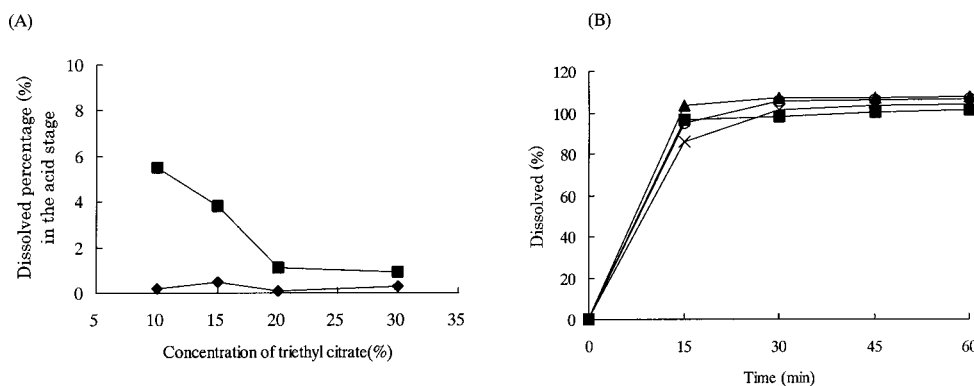 (A)
10
8
6
4
2
0
Dissolved percentage (%)
in the acid stage
5 10 15 20 30 35
Concentration of triethyl citrate(%)
(B)
120
100
80
60
40
20
0
Dissolved (%)
0 15 30 45 60
Time (min)